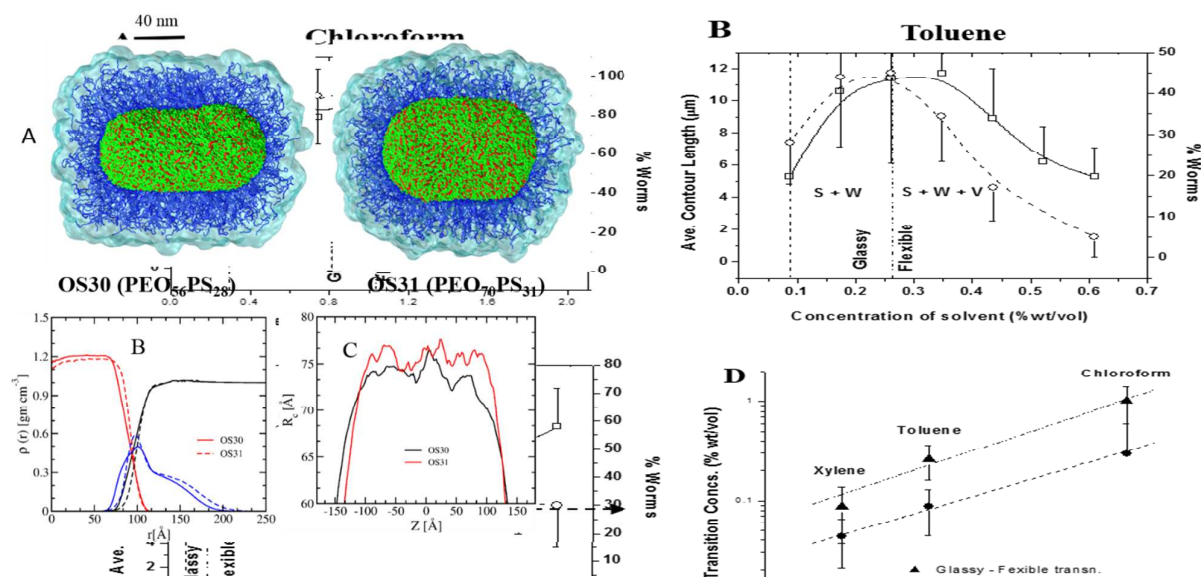 40 nm
Chloroform
A
100
80
60
40
20
0
% Worms
OS30 (PEO56PS28)
OS31 (PEO70PS31)
0.0
0.4
1.2
1.6
2.0
B
1.5
1.2
0.9
0.6
0.3
0
ρ (r) [gm cm-3]
OS30
OS31
0
50
100
150
200
250
r[Å]
C
80
75
70
65
60
Rc [Å]
OS30
OS31
-150
-100
-50
0
50
100
150
Z [Å]
80
70
60
50
40
30
20
10
% Worms
Ave.
4
2
Glassy
Flexible
B
Toluene
12
10
8
6
4
2
0
Ave. Contour Length (µm)
50
40
30
20
10
0
% Worms
S + W
S + W + V
Glassy
Flexible
0.0
0.1
0.2
0.3
0.4
0.5
0.6
0.7
Concentration of solvent (%wt/vol)
D
Chloroform
Toluene
Xylene
1
0.1
Transition Concs. (% wt/vol)
Glassy - Fexible transn.